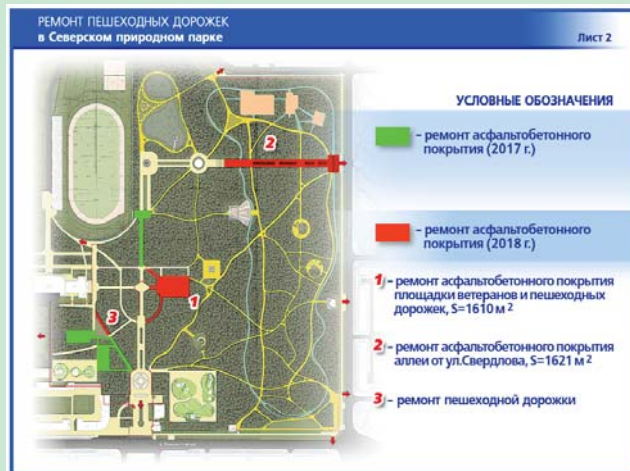 РЕМОНТ ПЕШЕХОДНЫХ ДОРОЖЕК
в Северском природном парке
Лист 2
УСЛОВНЫЕ ОБОЗНАЧЕНИЯ
– ремонт асфальтобетонного
покрытия (2017 г.)
– ремонт асфальтобетонного
покрытия (2018 г.)
1 – ремонт асфальтобетонного покрытия
площадки ветеранов и пешеходных
дорожек, S=1610 м 2
2 – ремонт асфальтобетонного покрытия
аллеи от ул.Свердлова, S=1621 м 2
3 – ремонт пешеходной дорожки
2
1
3